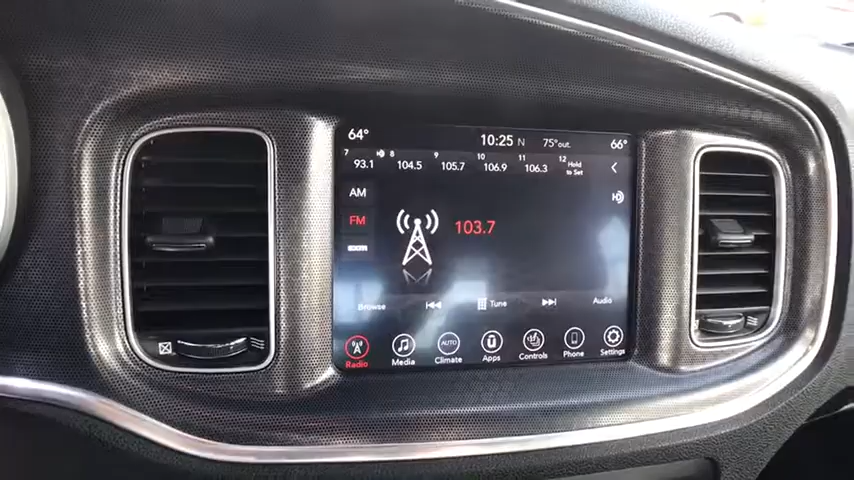 64° 10:25 N 75° out. 66°
7 8 9 10 11 12
93.1 104.5 105.7 106.9 106.3 Hold to Set
AM
FM
103.7
Browse Tune Audio
AUTO
Radio Media Climate Apps Controls Phone Settings